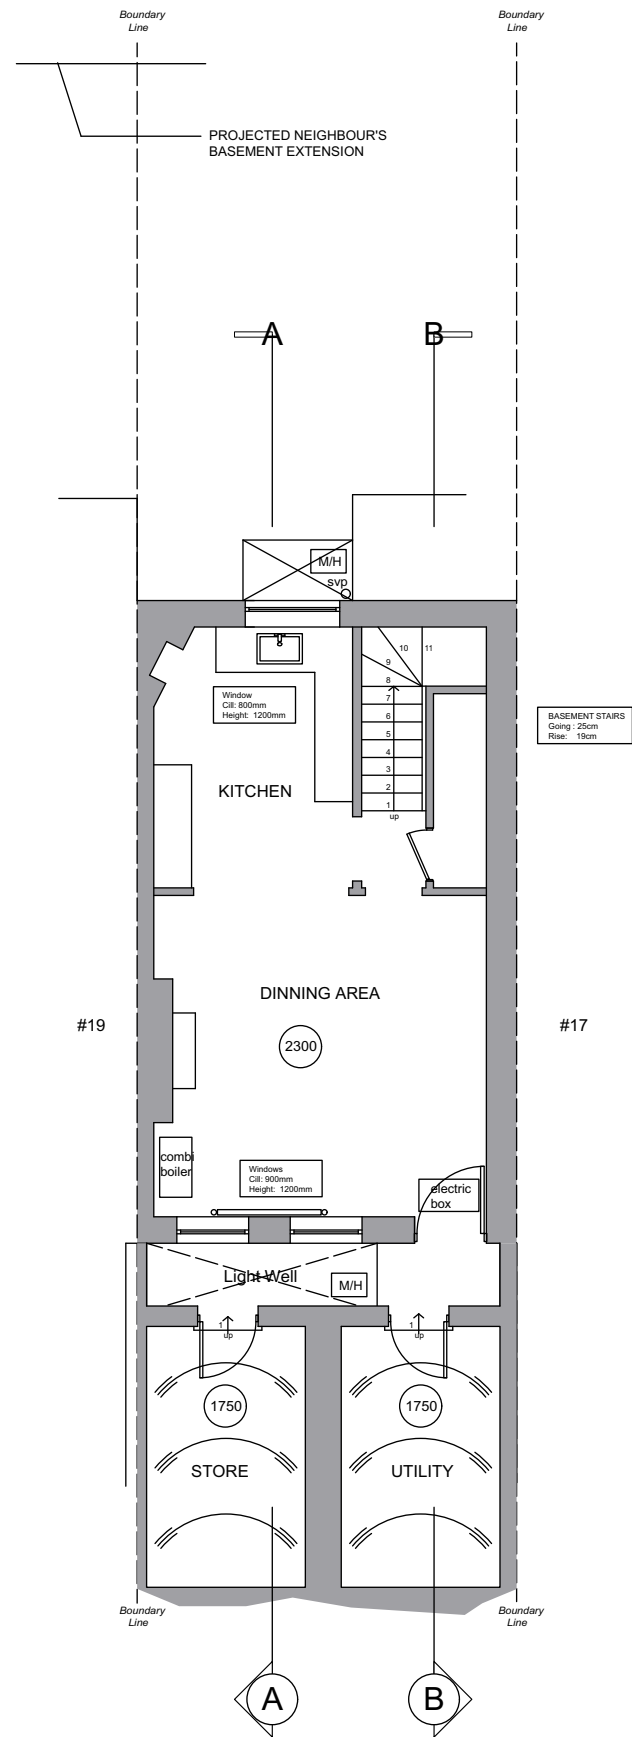 Boundary
Line
Boundary
Line
PROJECTED NEIGHBOUR'S
BASEMENT EXTENSION
A
B
M/H
svp
10
11
9
8
7
6
5
4
3
2
1
up
Window
Cill: 800mm
Height: 1200mm
BASEMENT STAIRS
Going : 25cm
Rise: 19cm
KITCHEN
DINNING AREA
#19
#17
2300
combi
boiler
Windows
Cill: 900mm
Height: 1200mm
electric
box
Light Well
M/H
1
up
1
up
1750
1750
STORE
UTILITY
Boundary
Line
Boundary
Line
A
B